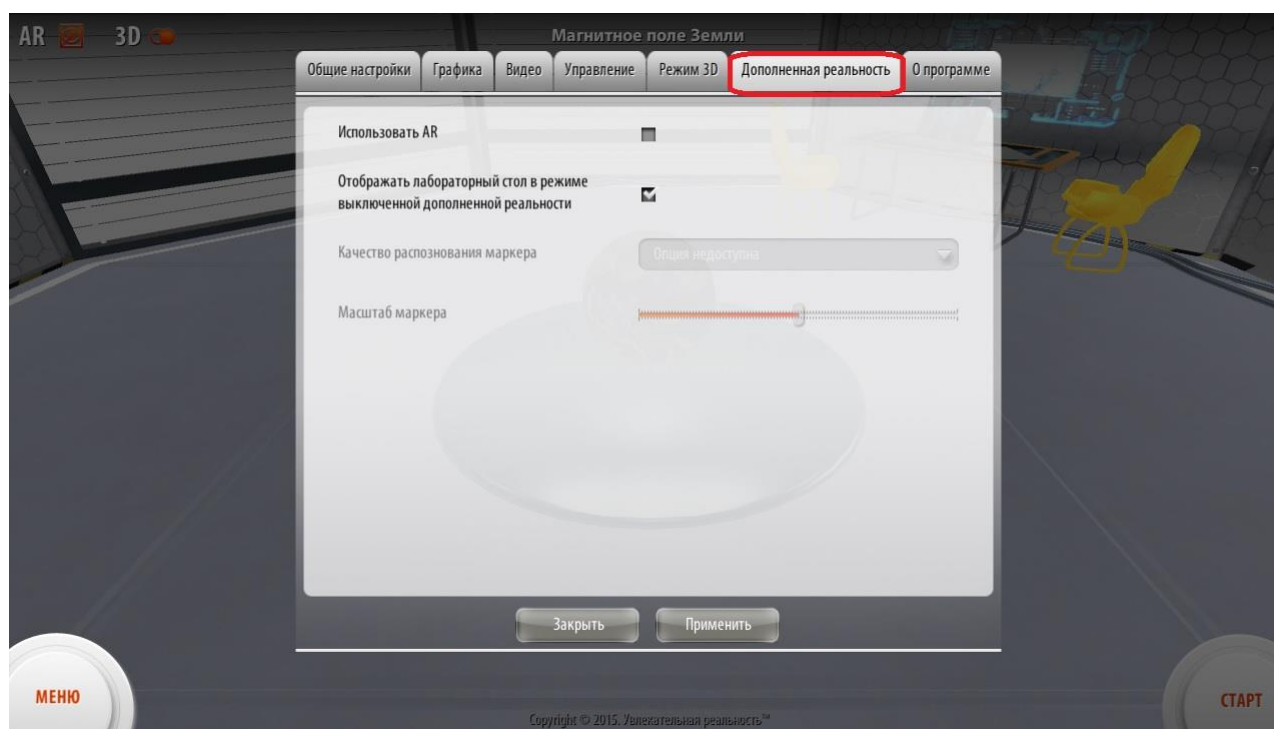 AR 3D
Магнитное поле Земли
Общие настройки Графика Видео Управление Режим 3D Дополненная реальность О программе
Использовать AR
Отображать лабораторный стол в режиме
выключенной дополненной реальности
Качество распознования маркера Опция недоступна
Масштаб маркера
Закрыть Применить
МЕНЮ СТАРТ
Copyright © 2015. Увлекательная реальность™